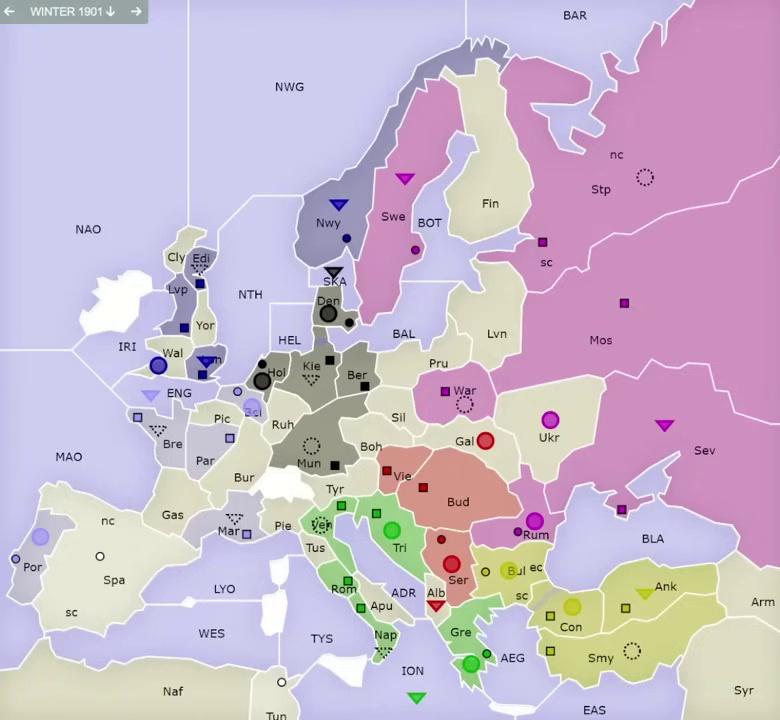 ← WINTER 1901 ↓ →
BAR
NWG
nc
Stp
Fin
Nwy
Swe
BOT
NAO
Cly
Edi
sc
SKA
Lvp
NTH
Den
Yor
Mos
Lvn
IRI
HEL
BAL
Wal
Pru
Kie
Hol
Ber
ENG
War
Sil
Pic
Ruh
Ukr
Bre
Gal
Boh
Sev
MAO
Par
Mun
Vie
Bur
Tyr
Bud
Gas
nc
Ven
Pie
Mar
Rum
BLA
Tri
Tus
Por
Spa
Bul
ec
Ser
LYO
Rom
ADR
Alb
sc
Ank
Arm
Apu
sc
Con
WES
Nap
Gre
TYS
AEG
Smy
ION
Naf
Syr
EAS
Tun